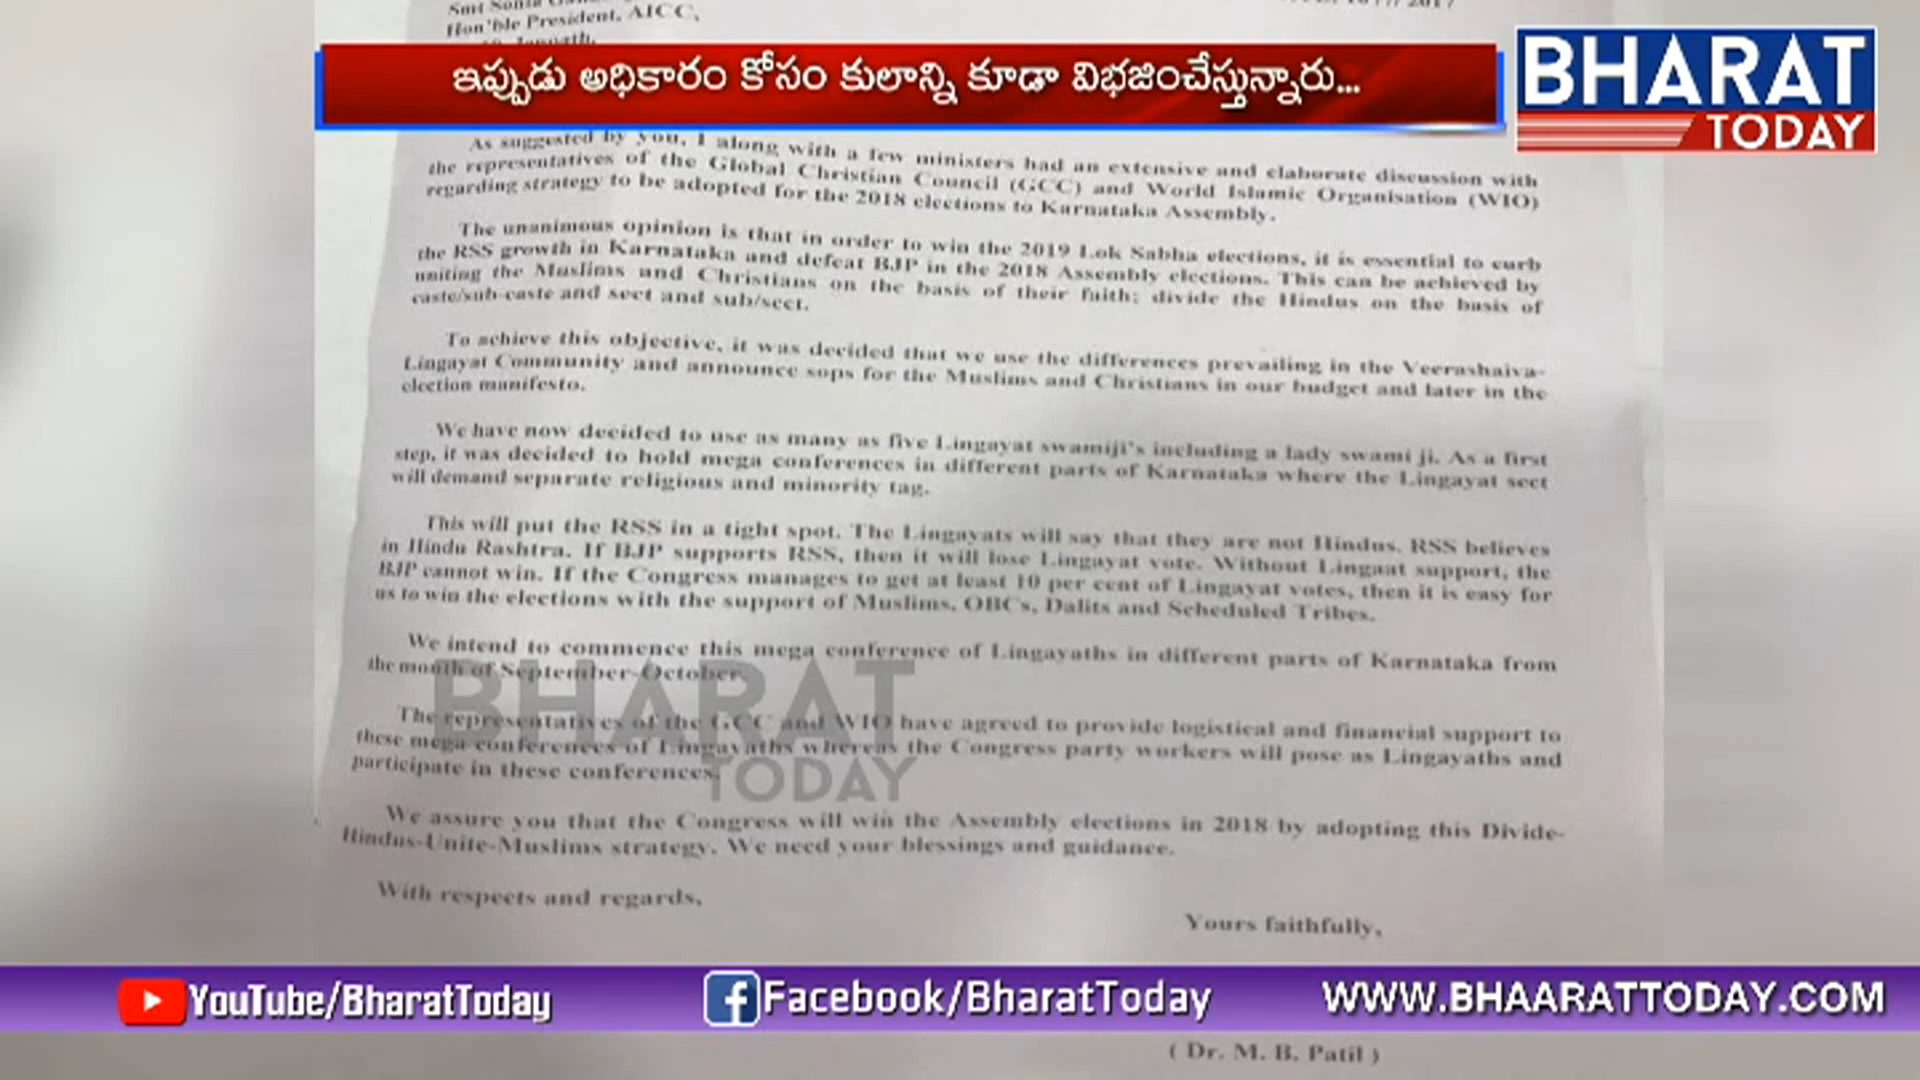 Hon'ble President, AICC,
ఇప్పుడు అధికారం కోసం కులాన్ని కూడా విభజించేస్తున్నారు...
BHARAT
TODAY
As suggested by you, I along with a few ministers had an extensive and elaborate discussion with
the representatives of the Global Christian Council (GCC) and World Islamic Organisation (WIO)
regarding strategy to be adopted for the 2018 elections to Karnataka Assembly.
The unanimous opinion is that in order to win the 2019 Lok Sabha elections, it is essential to curb
the RSS growth in Karnataka and defeat BJP in the 2018 Assembly elections. This can be achieved by
uniting the Muslims and Christians on the basis of their faith; divide the Hindus on the basis of
caste/sub-caste and sect and sub/sect.
To achieve this objective, it was decided that we use the differences prevailing in the Veerashaiva-
Lingayat Community and announce sops for the Muslims and Christians in our budget and later in the
election manifesto.
We have now decided to use as many as five Lingayat swamiji's including a lady swami ji. As a first
step, it was decided to hold mega conferences in different parts of Karnataka where the Lingayat sect
will demand separate religious and minority tag.
This will put the RSS in a tight spot. The Lingayats will say that they are not Hindus. RSS believes
in Hindu Rashtra. If BJP supports RSS, then it will lose Lingayat vote. Without Lingaat support, the
BJP cannot win. If the Congress manages to get at least 10 per cent of Lingayat votes, then it is easy for
us to win the elections with the support of Muslims, OBCs, Dalits and Scheduled Tribes.
We intend to commence this mega conference of Lingayaths in different parts of Karnataka from
the month of September-October.
The representatives of the GCC and WIO have agreed to provide logistical and financial support to
these mega conferences of Lingayaths whereas the Congress party workers will pose as Lingayaths and
participate in these conferences.
BHARAT
TODAY
We assure you that the Congress will win the Assembly elections in 2018 by adopting this Divide-
Hindus-Unite-Muslims strategy. We need your blessings and guidance.
With respects and regards,
Yours faithfully,
YouTube/BharatToday
Facebook/BharatToday
WWW.BHAARATTODAY.COM
( Dr. M. B. Patil )